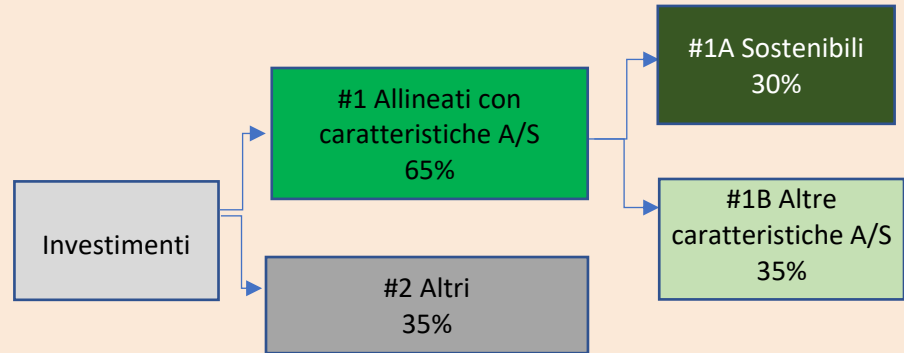 Investimenti
#1 Allineati con
caratteristiche A/S
65%
#2 Altri
35%
#1A Sostenibili
30%
#1B Altre
caratteristiche A/S
35%